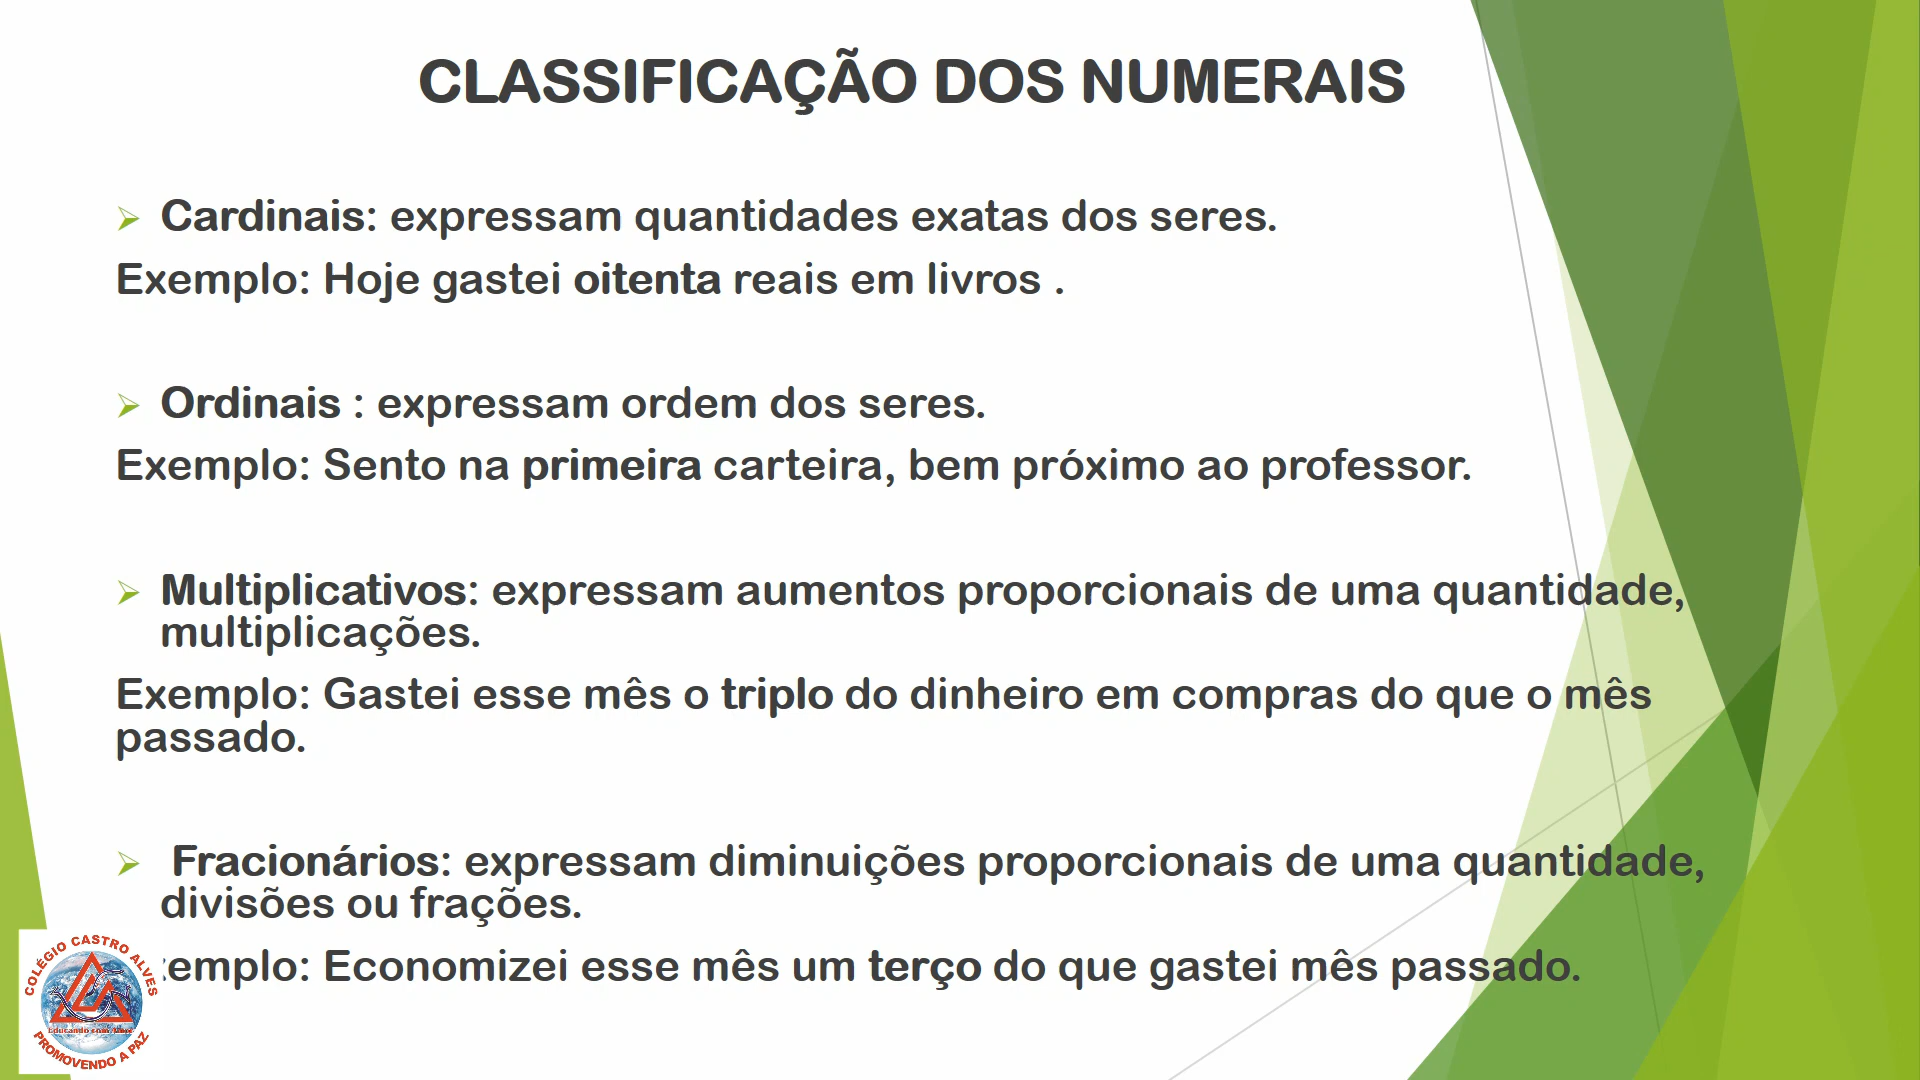 CLASSIFICAÇÃO DOS NUMERAIS
Cardinais: expressam quantidades exatas dos seres.
Exemplo: Hoje gastei oitenta reais em livros .
Ordinais : expressam ordem dos seres.
Exemplo: Sento na primeira carteira, bem próximo ao professor.
Multiplicativos: expressam aumentos proporcionais de uma quantidade,
multiplicações.
Exemplo: Gastei esse mês o triplo do dinheiro em compras do que o mês
passado.
Fracionários: expressam diminuições proporcionais de uma quantidade,
divisões ou frações.
xemplo: Economizei esse mês um terço do que gastei mês passado.
COLÉGIO CASTRO ALVES
PROMOVENDO A PAZ